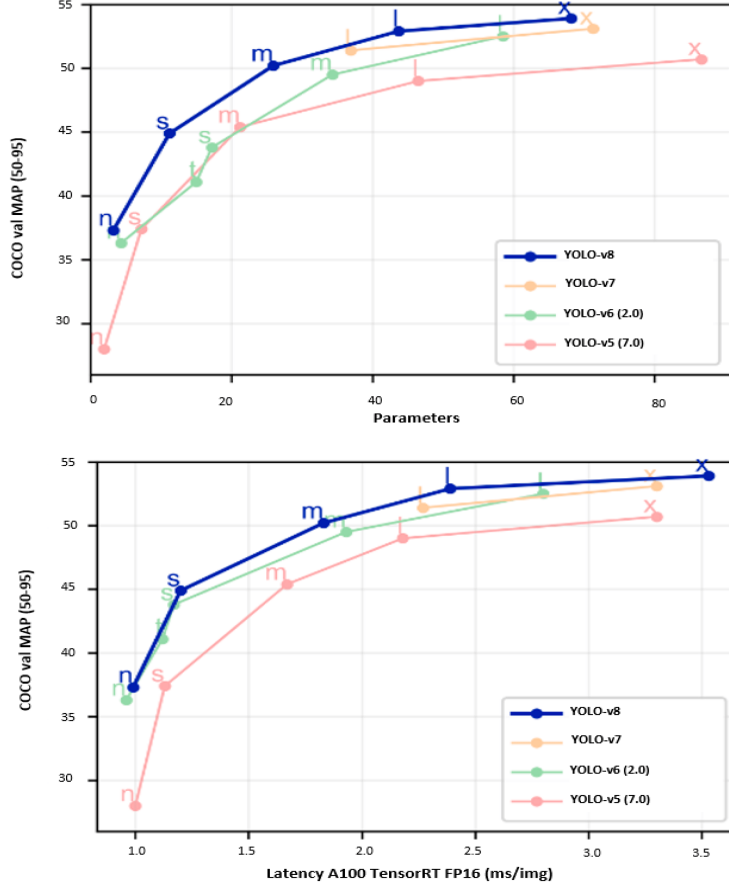 55
50
45
40
35
30
COCO val MAP (50-95)
n
s
m
l
x
l
x
t
s
m
l
n
s
m
l
x
YOLO-v8
YOLO-v7
YOLO-v6 (2.0)
YOLO-v5 (7.0)
0
20
40
60
80
Parameters
55
50
45
40
35
30
COCO val MAP (50-95)
n
s
m
l
x
l
x
n
t
s
m
l
n
s
m
l
x
YOLO-v8
YOLO-v7
YOLO-v6 (2.0)
YOLO-v5 (7.0)
1.0
1.5
2.0
2.5
3.0
3.5
Latency A100 TensorRT FP16 (ms/img)